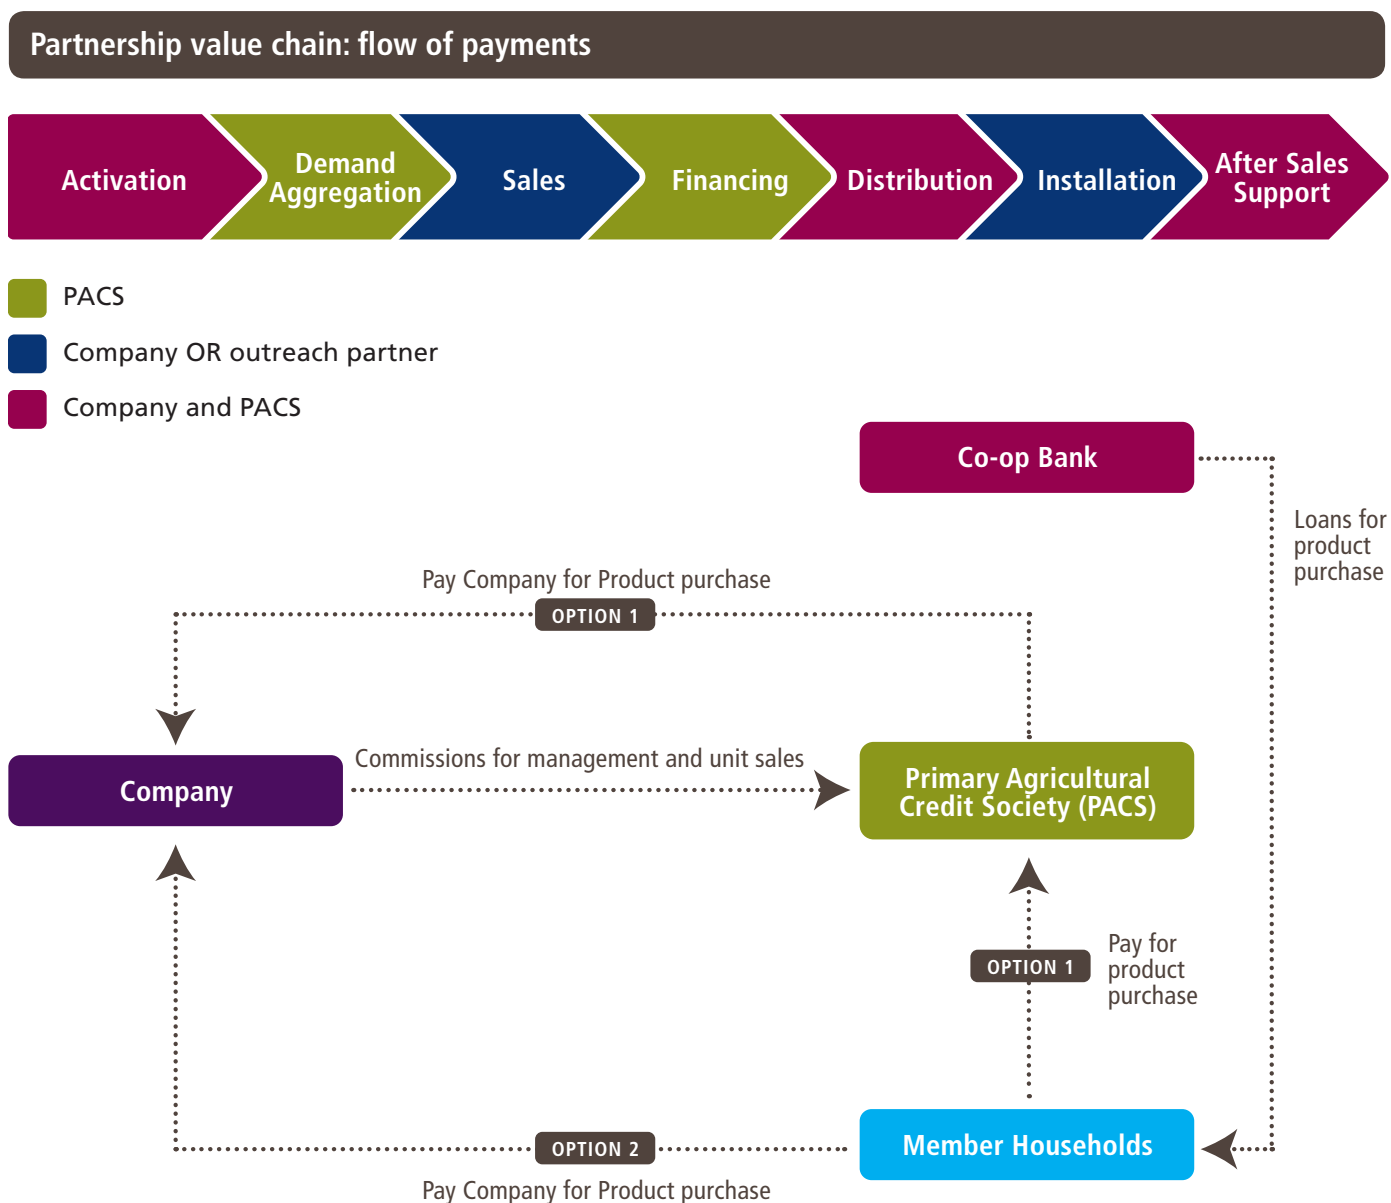 Partnership value chain: flow of payments
Activation
Demand
Aggregation
Sales
Financing
Distribution
Installation
After Sales
Support
PACS
Company OR outreach partner
Company and PACS
Co-op Bank
Loans for
product
purchase
Pay Company for Product purchase
OPTION 1
Commissions for management and unit sales
Company
Primary Agricultural
Credit Society (PACS)
OPTION 1
Pay for
product
purchase
Member Households
OPTION 2
Pay Company for Product purchase